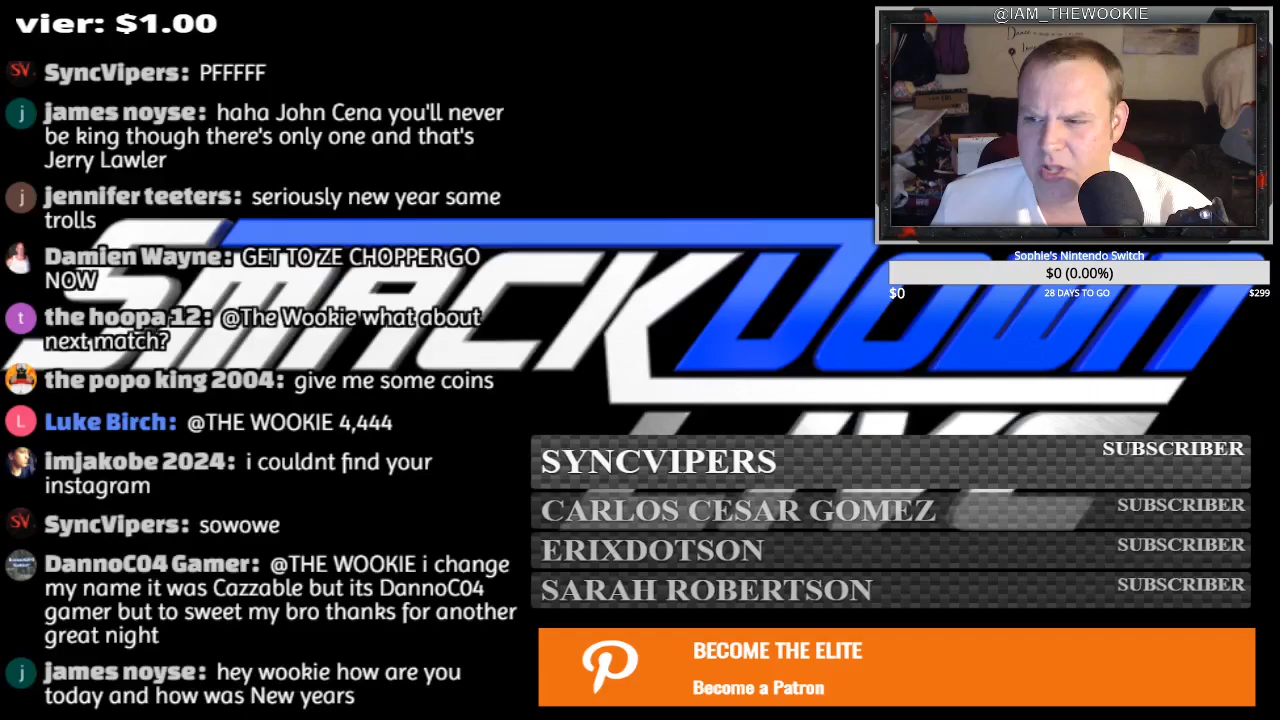 vier: $1.00
SyncVipers: PFFFFF
james noyse: haha John Cena you'll never
be king though there's only one and that's
Jerry Lawler
jennifer teeters: seriously new year same
trolls
Damien Wayne: GET TO ZE CHOPPER GO
NOW
the hoopa 12: @The Wookie what about
next match?
the popo king 2004: give me some coins
Luke Birch: @THE WOOKIE 4,444
imjakobe 2024: i couldnt find your
instagram
SyncVipers: sowowe
DannoC04 Gamer: @THE WOOKIE i change
my name it was Cazzable but its DannoC04
gamer but to sweet my bro thanks for another
great night
james noyse: hey wookie how are you
today and how was New years
@IAM_THEWOOKIE
Sophie's Nintendo Switch
$0 (0.00%)
$0 28 DAYS TO GO $299
SMACKDOWN
LIVE
SYNCVIPERS SUBSCRIBER
CARLOS CESAR GOMEZ SUBSCRIBER
ERIXDOTSON SUBSCRIBER
SARAH ROBERTSON SUBSCRIBER
BECOME THE ELITE
Become a Patron